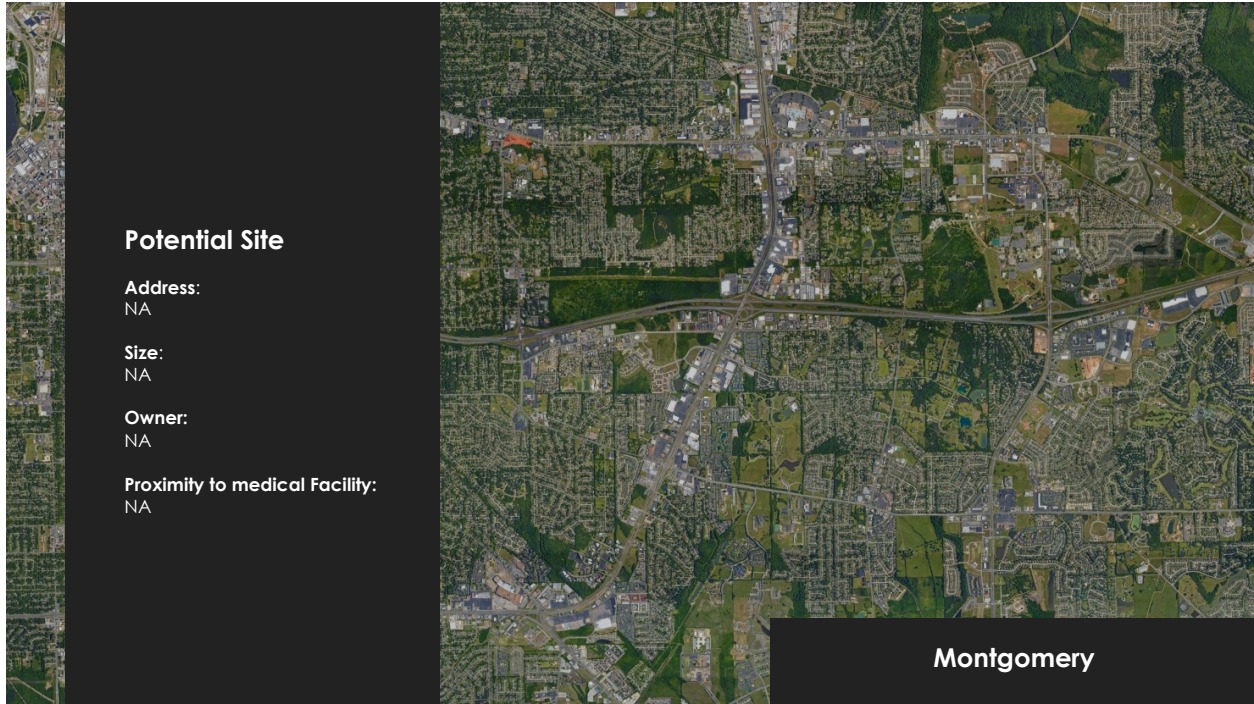 Potential Site
Address:
NA
Size:
NA
Owner:
NA
Proximity to medical Facility:
NA
Montgomery